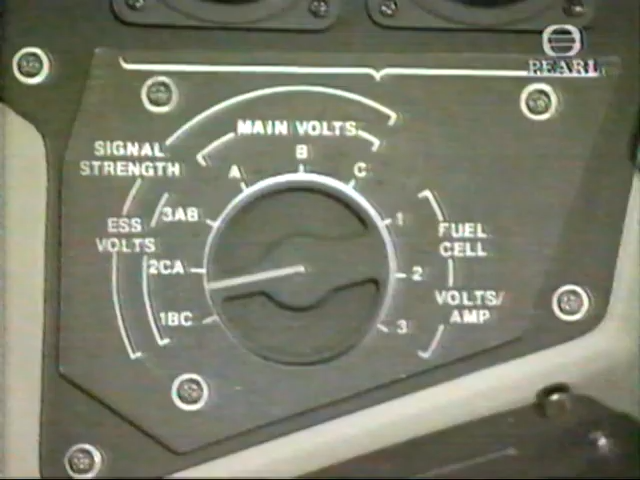 PEARL
MAIN VOLTS
SIGNAL
STRENGTH
A
B
C
3AB
1
ESS
VOLTS
FUEL
CELL
2CA
2
VOLTS/
AMP
1BC
3